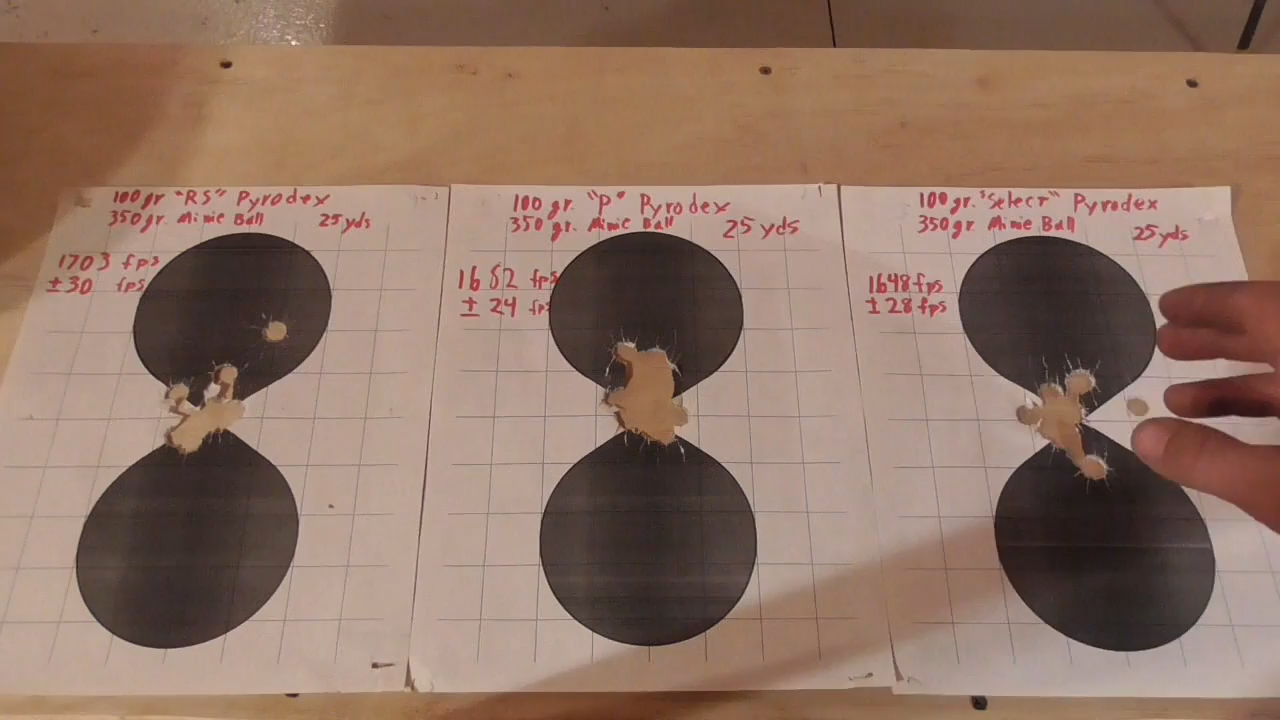 100gr "RS" Pyrodex
350gr. Minie Ball 25yds
1703 fps
±30 fps
100 gr. "P" Pyrodex
350 gr. Minie Ball 25 yds
1682 fps
± 24 fps
100gr. "Select" Pyrodex
350gr. Minie Ball 25yds
1648 fps
± 28 fps